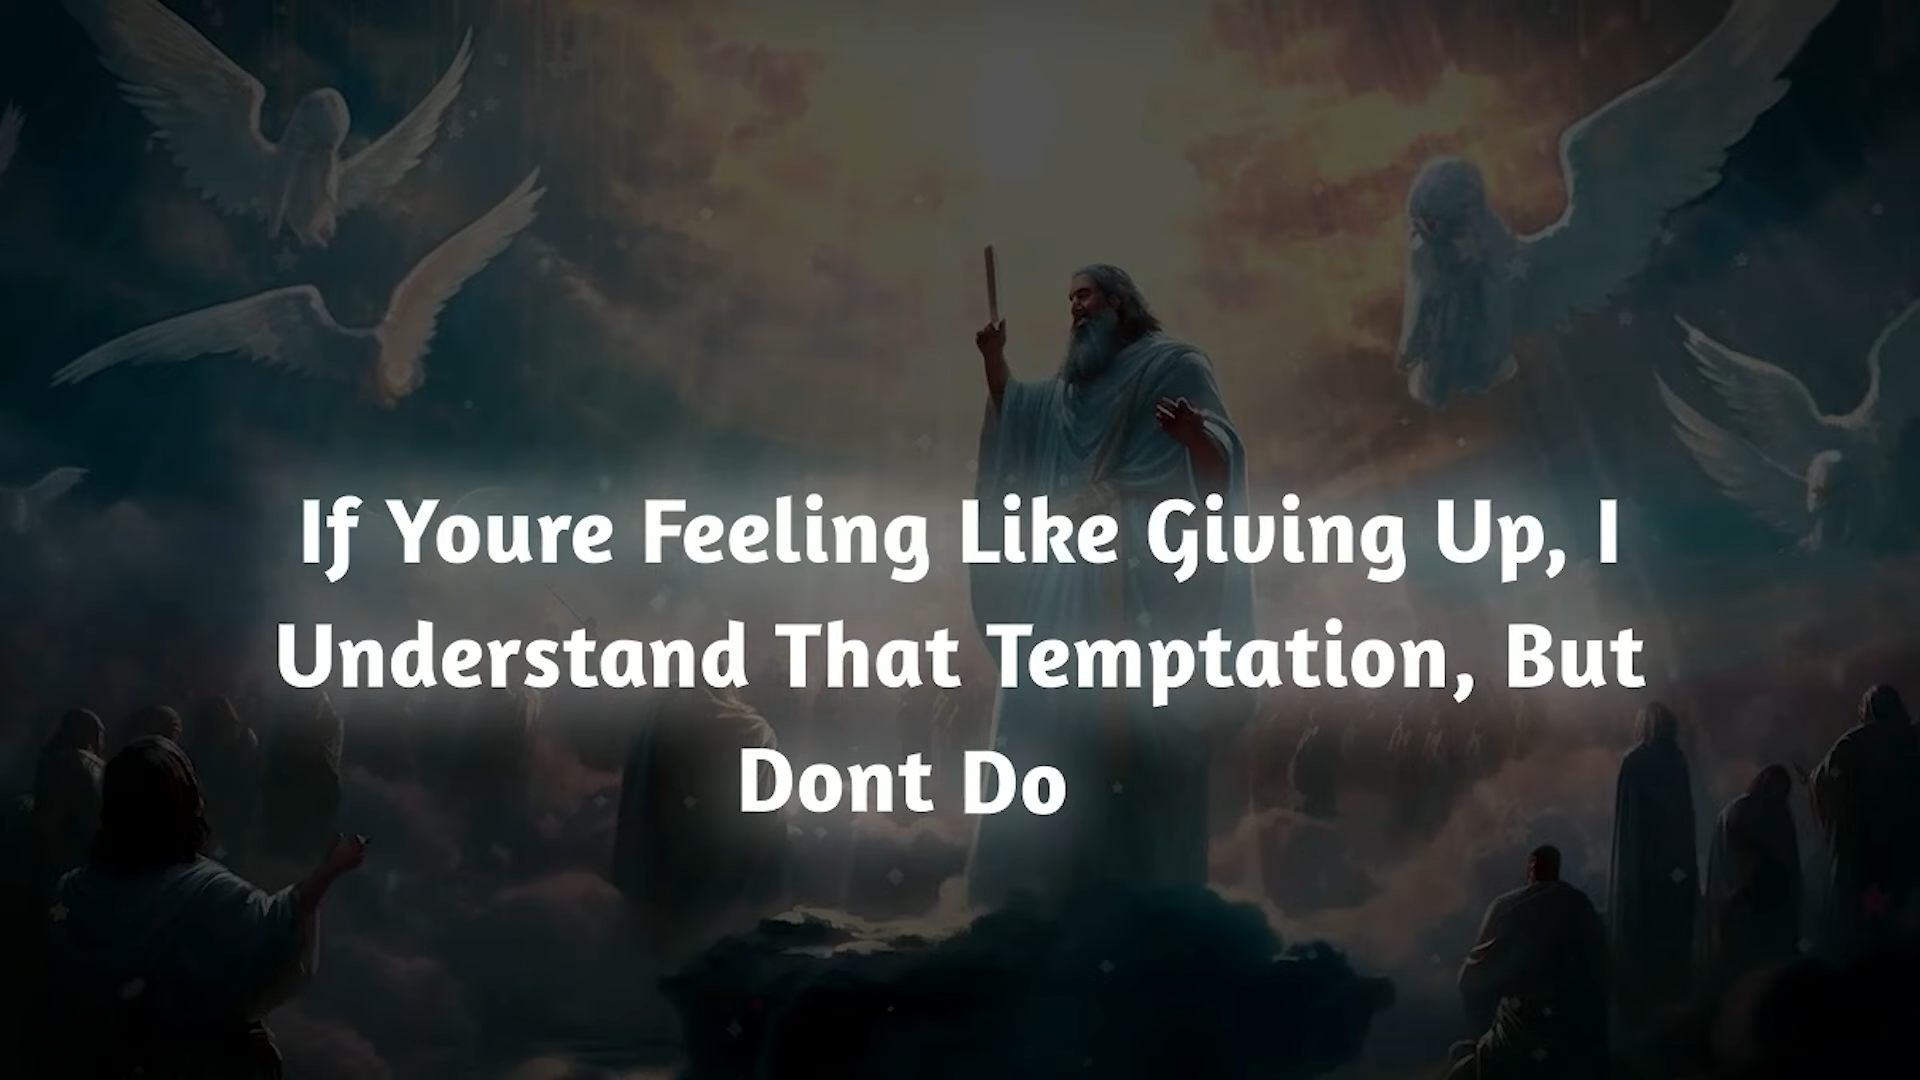 If Youre Feeling Like Giving Up, I
Understand That Temptation, But
Dont Do